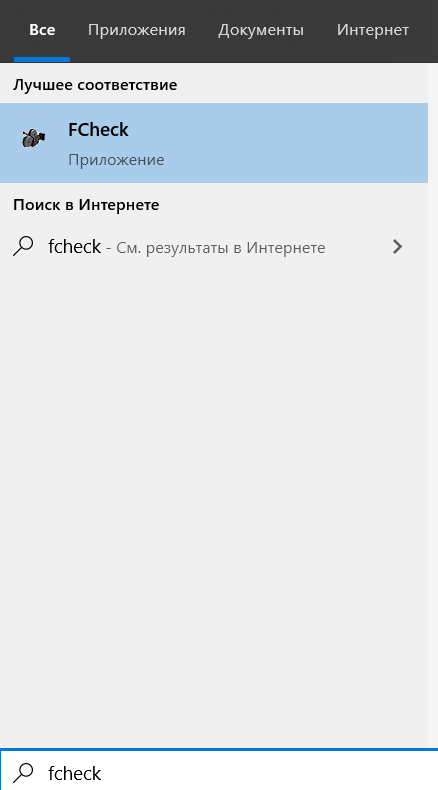 Все Приложения Документы Интернет
Лучшее соответствие
FCheck
Приложение
Поиск в Интернете
fcheck - См. результаты в Интернете
fcheck